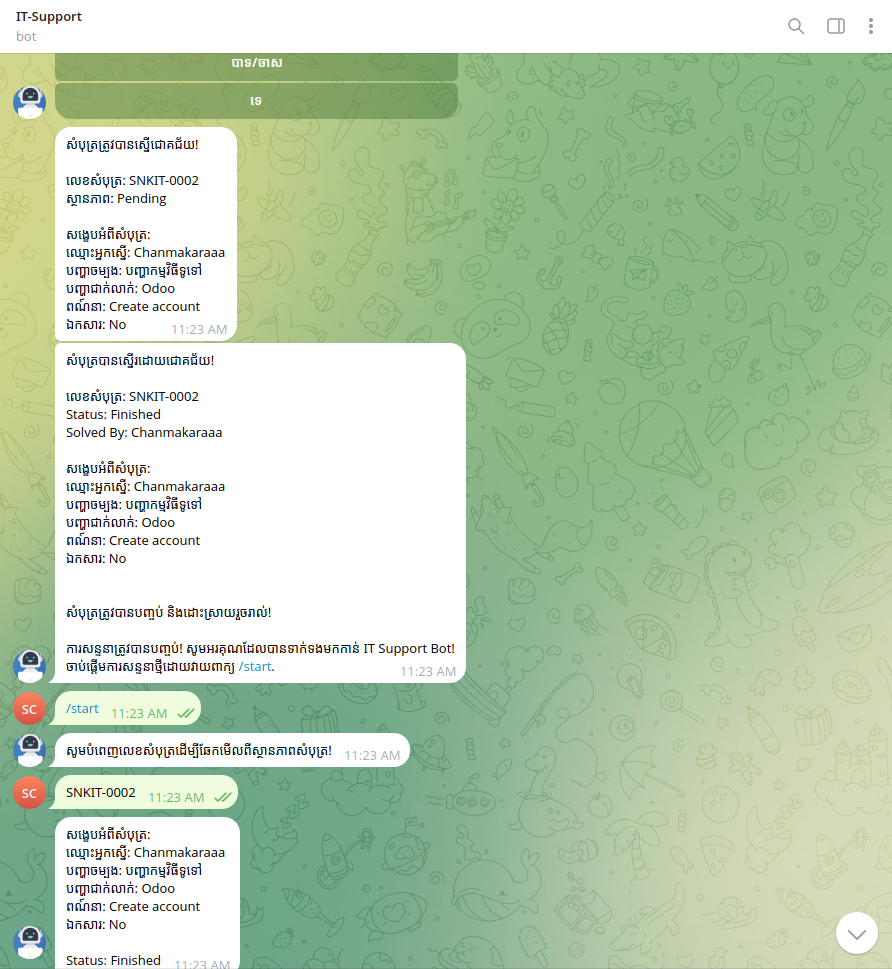 IT-Support
bot
បាទ/ចាស
ទេ
សំបុត្រត្រូវបានស្នើជោគជ័យ!
លេខសំបុត្រ: SNKIT-0002
ស្ថានភាព: Pending
សង្ខេបអំពីសំបុត្រ:
ឈ្មោះអ្នកស្នើ: Chanmakaraaa
បញ្ហាចម្បង: បញ្ហាកម្មវិធីទូទៅ
បញ្ហាជាក់លាក់: Odoo
ពណ៌នា: Create account
ឯកសារ: No
11:23 AM
សំបុត្របានស្នើរដោយជោគជ័យ!
លេខសំបុត្រ: SNKIT-0002
Status: Finished
Solved By: Chanmakaraaa
សង្ខេបអំពីសំបុត្រ:
ឈ្មោះអ្នកស្នើ: Chanmakaraaa
បញ្ហាចម្បង: បញ្ហាកម្មវិធីទូទៅ
បញ្ហាជាក់លាក់: Odoo
ពណ៌នា: Create account
ឯកសារ: No
សំបុត្រត្រូវបានបញ្ចប់ និងដោះស្រាយរួចរាល់!
ការសន្ទនាត្រូវបានបញ្ចប់! សូមអរគុណដែលបានទាក់ទងមកកាន់ IT Support Bot!
ចាប់ផ្តើមការសន្ទនាថ្មីដោយវាយពាក្យ /start.
11:23 AM
SC
/start 11:23 AM
សូមបំពេញលេខសំបុត្រដើម្បីឆែកមើលពីស្ថានភាពសំបុត្រ! 11:23 AM
SC
SNKIT-0002 11:23 AM
សង្ខេបអំពីសំបុត្រ:
ឈ្មោះអ្នកស្នើ: Chanmakaraaa
បញ្ហាចម្បង: បញ្ហាកម្មវិធីទូទៅ
បញ្ហាជាក់លាក់: Odoo
ពណ៌នា: Create account
ឯកសារ: No
Status: Finished
11:23 AM